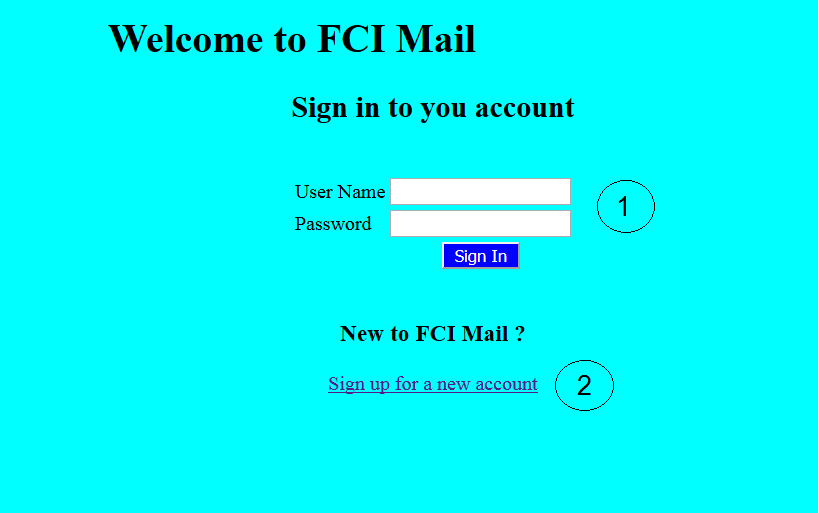 Welcome to FCI Mail
Sign in to you account
User Name
1
Password
Sign In
New to FCI Mail ?
Sign up for a new account
2